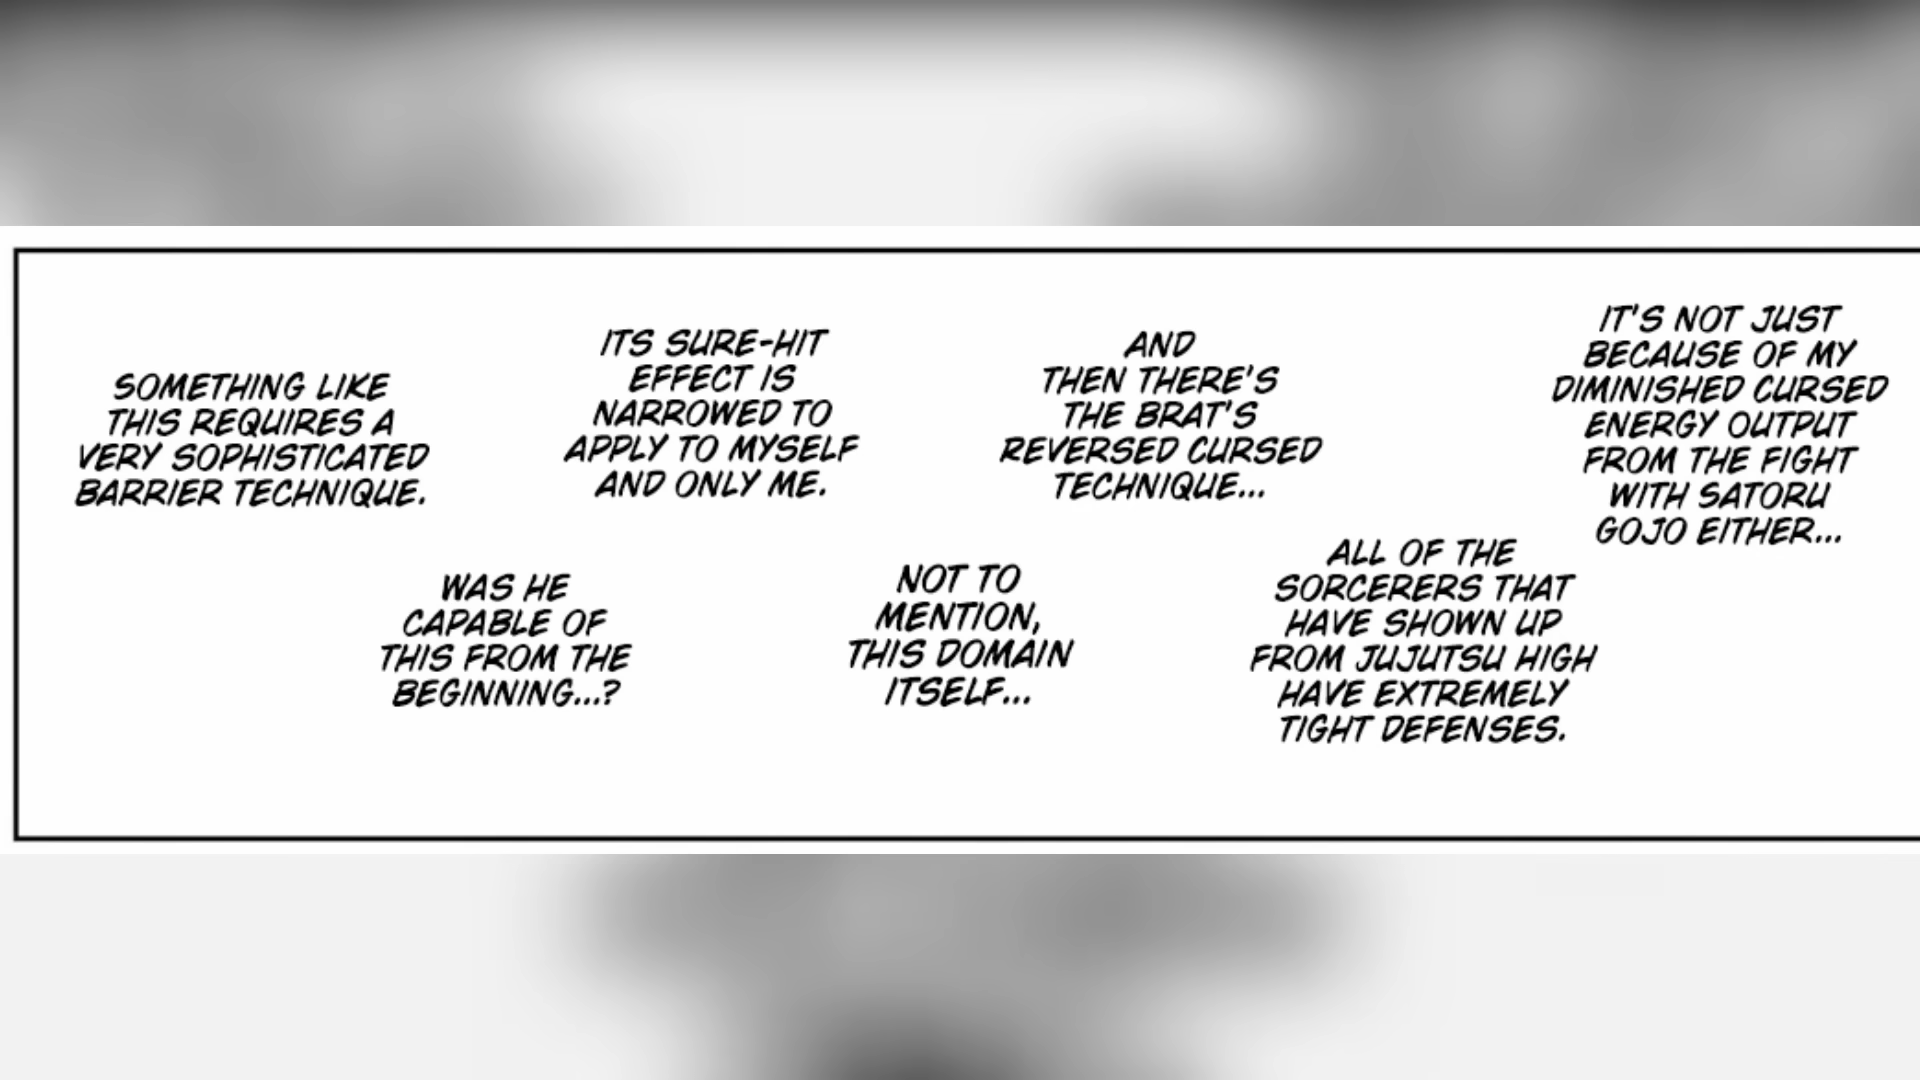 IT'S NOT JUST
BECAUSE OF MY
DIMINISHED CURSED
ENERGY OUTPUT
FROM THE FIGHT
WITH SATORU
GOJO EITHER...
ALL OF THE
SORCERERS THAT
HAVE SHOWN UP
FROM JUJUTSU HIGH
HAVE EXTREMELY
TIGHT DEFENSES.
AND
THEN THERE'S
THE BRAT'S
REVERSED CURSED
TECHNIQUE...
NOT TO
MENTION,
THIS DOMAIN
ITSELF...
ITS SURE-HIT
EFFECT IS
NARROWED TO
APPLY TO MYSELF
AND ONLY ME.
WAS HE
CAPABLE OF
THIS FROM THE
BEGINNING...?
SOMETHING LIKE
THIS REQUIRES A
VERY SOPHISTICATED
BARRIER TECHNIQUE.